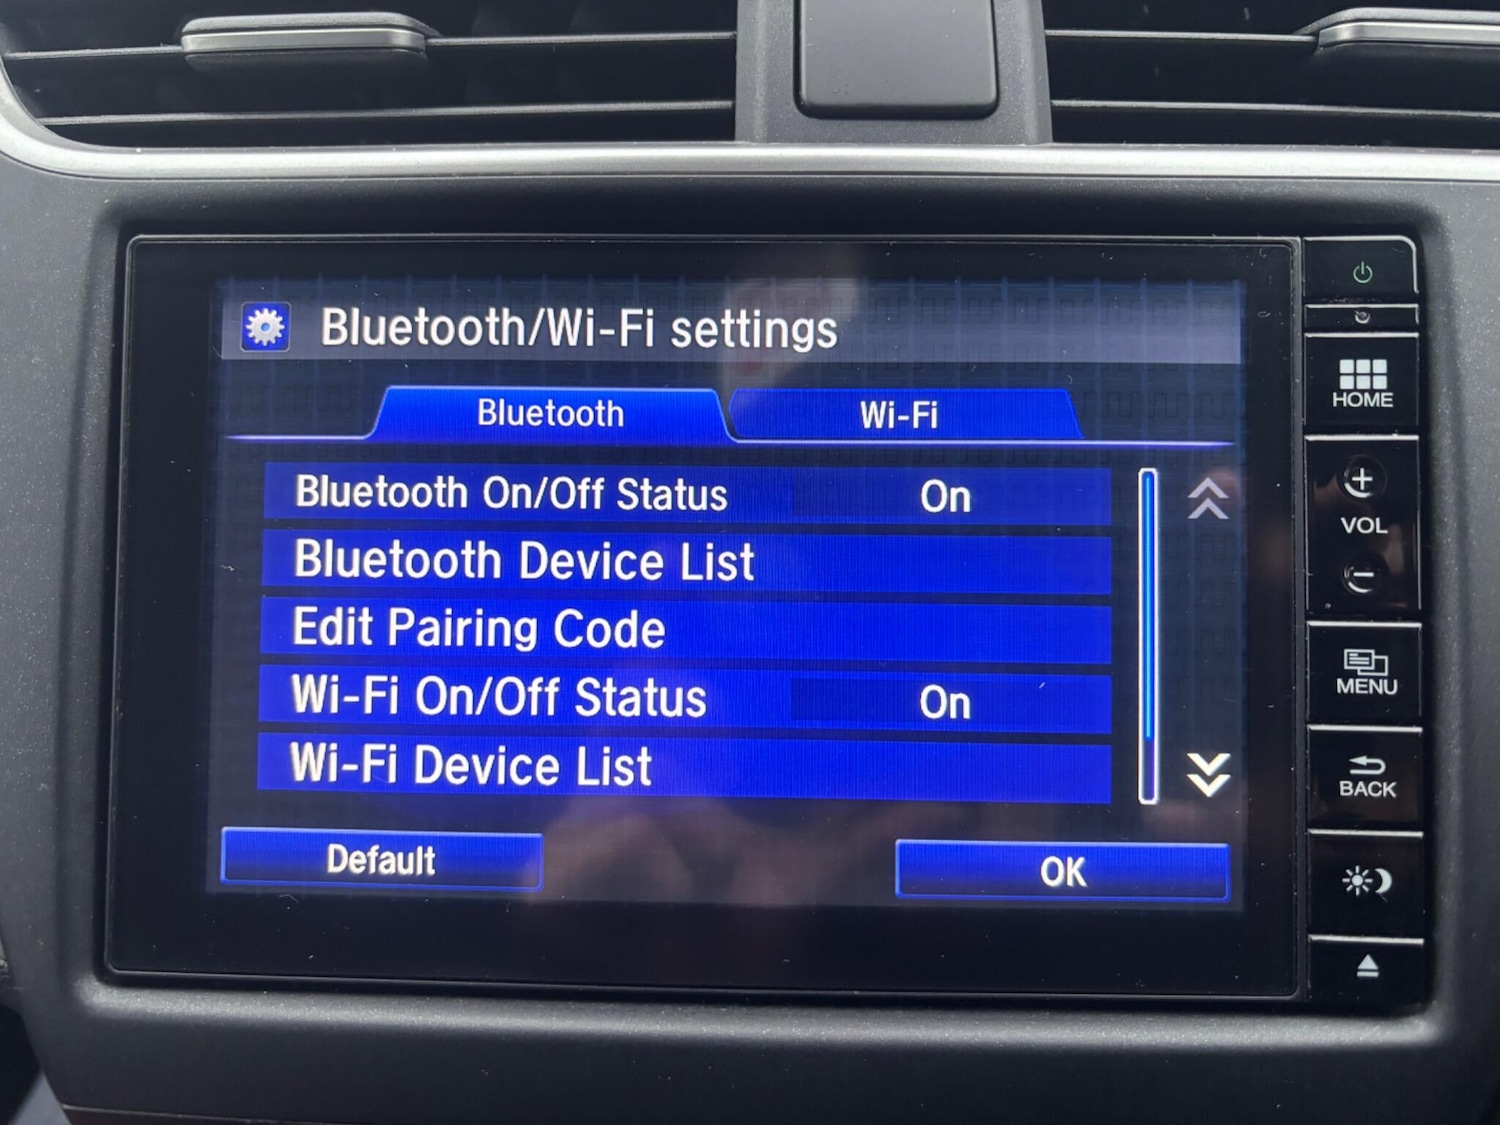 Bluetooth/Wi-Fi settings
Bluetooth
Wi-Fi
Bluetooth On/Off Status On
Bluetooth Device List
Edit Pairing Code
Wi-Fi On/Off Status On
Wi-Fi Device List
Default
OK
HOME
+
VOL
−
MENU
BACK